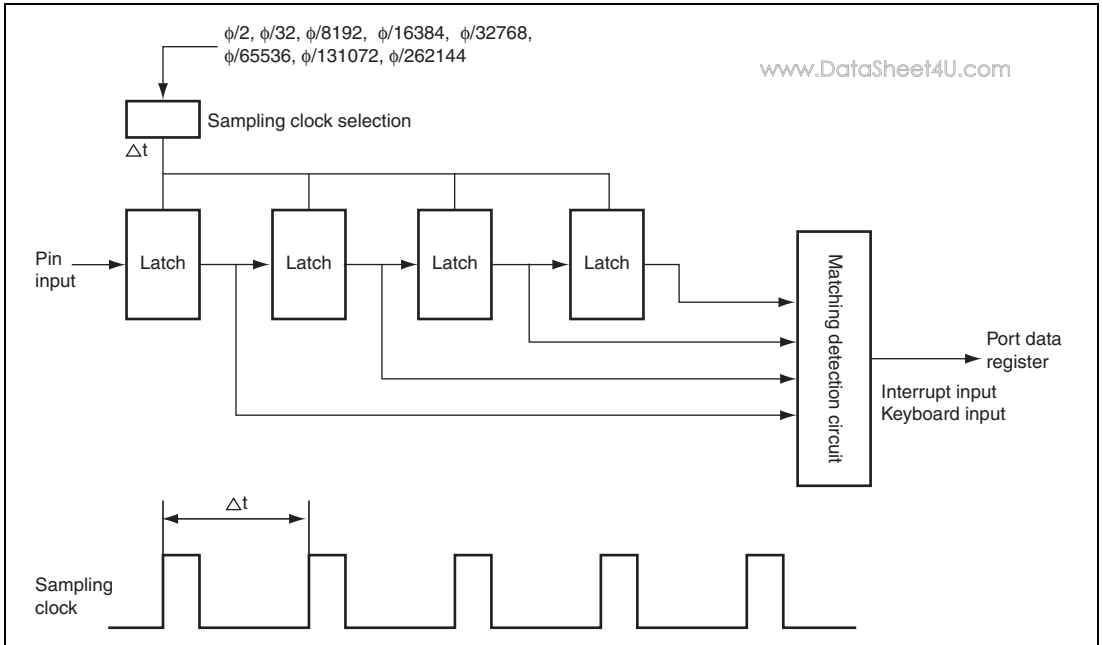 ϕ/2, ϕ/32, ϕ/8192, ϕ/16384, ϕ/32768,
ϕ/65536, ϕ/131072, ϕ/262144
www.DataSheet4U.com
Sampling clock selection
△t
Pin
input
Latch
Latch
Latch
Latch
Matching detection circuit
Port data
register
Interrupt input
Keyboard input
△t
Sampling
clock